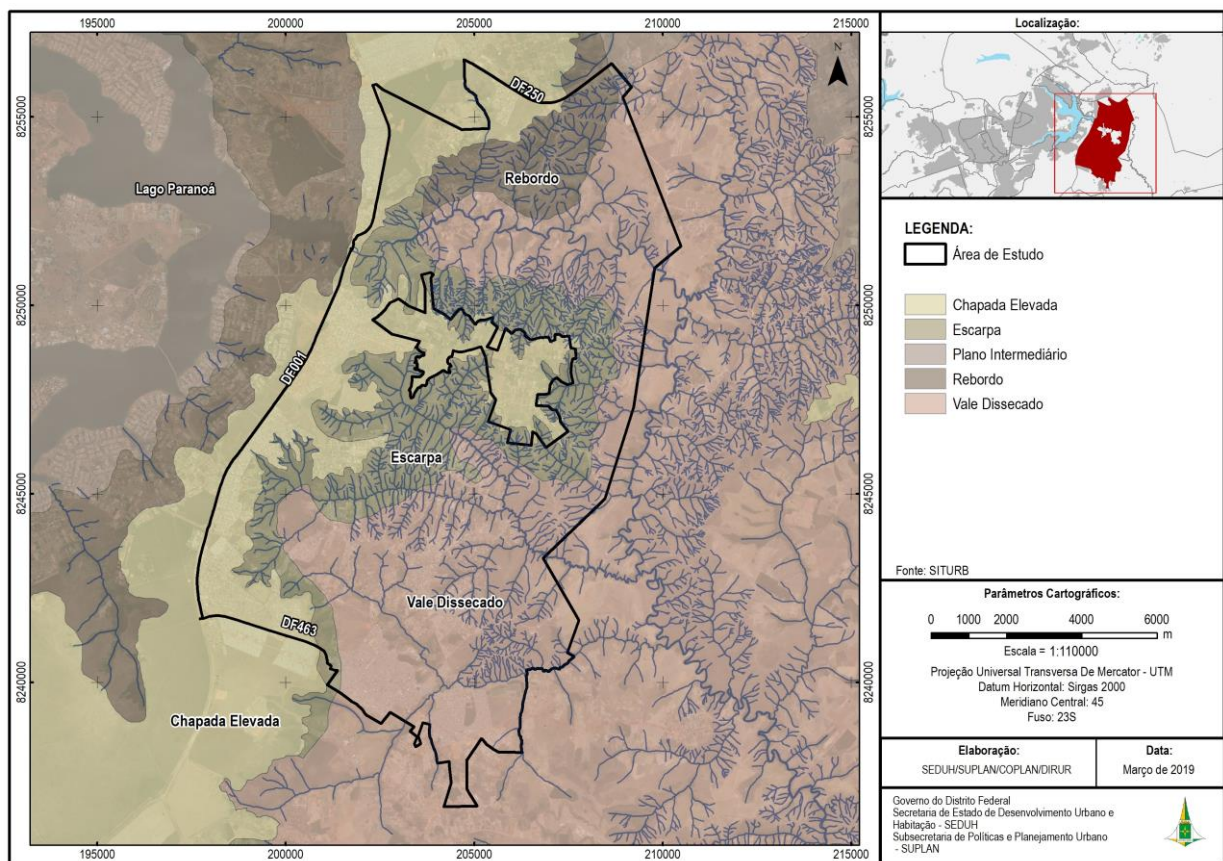 195000 200000 205000 210000 215000
8255000
8250000
8245000
8240000
8255000
8250000
8245000
8240000
N
DF250
Rebordo
Lago Paranoá
DF001
Escarpa
Vale Dissecado
DF463
Chapada Elevada
195000 200000 205000 210000 215000
Localização:
LEGENDA:
Área de Estudo
Chapada Elevada
Escarpa
Plano Intermediário
Rebordo
Vale Dissecado
Fonte: SITURB
Parâmetros Cartográficos:
0 1000 2000 4000 6000
m
Escala = 1:110000
Projeção Universal Transversa De Mercator - UTM
Datum Horizontal: Sirgas 2000
Meridiano Central: 45
Fuso: 23S
Elaboração:
SEDUH/SUPLAN/COPLAN/DIRUR
Data:
Março de 2019
Governo do Distrito Federal
Secretaria de Estado de Desenvolvimento Urbano e
Habitação - SEDUH
Subsecretaria de Políticas e Planejamento Urbano
- SUPLAN